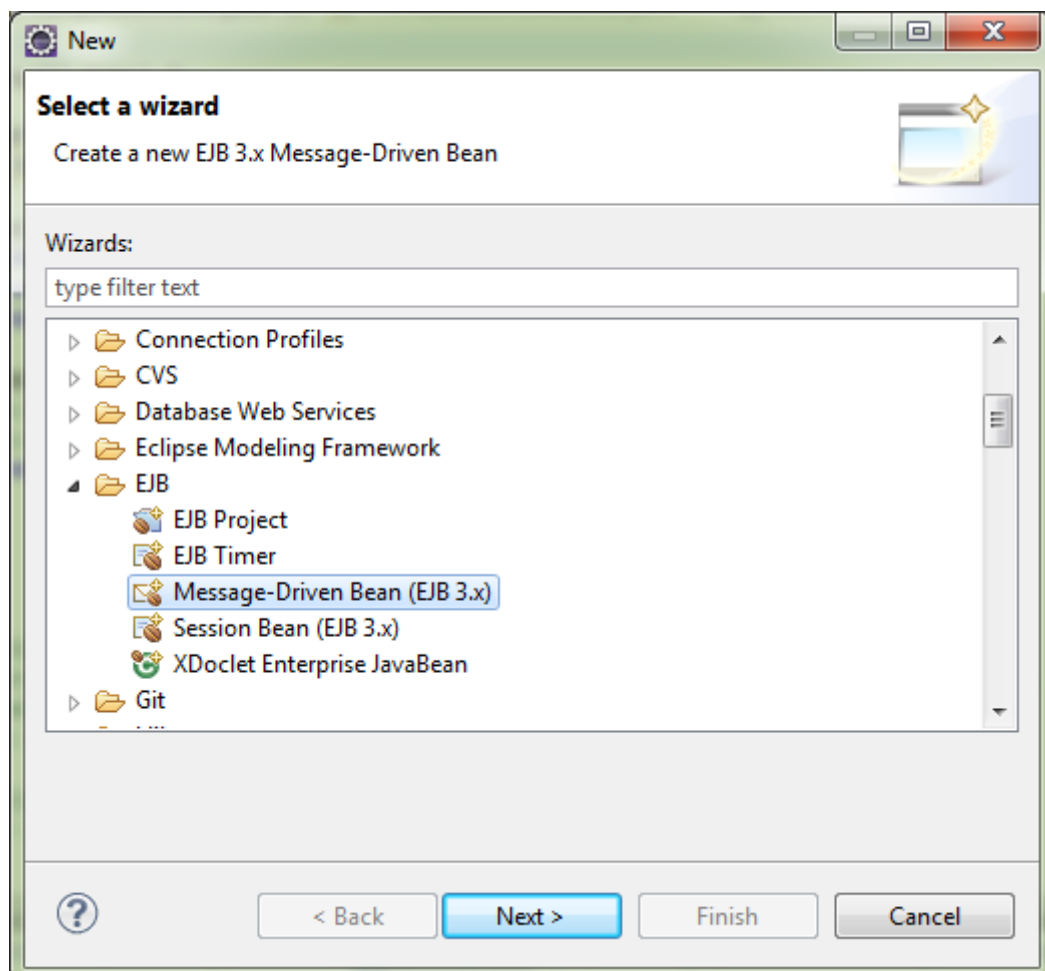 New
Select a wizard
Create a new EJB 3.x Message-Driven Bean
Wizards:
type filter text
Connection Profiles
CVS
Database Web Services
Eclipse Modeling Framework
EJB
EJB Project
EJB Timer
Message-Driven Bean (EJB 3.x)
Session Bean (EJB 3.x)
XDoclet Enterprise JavaBean
Git
< Back Next > Finish Cancel